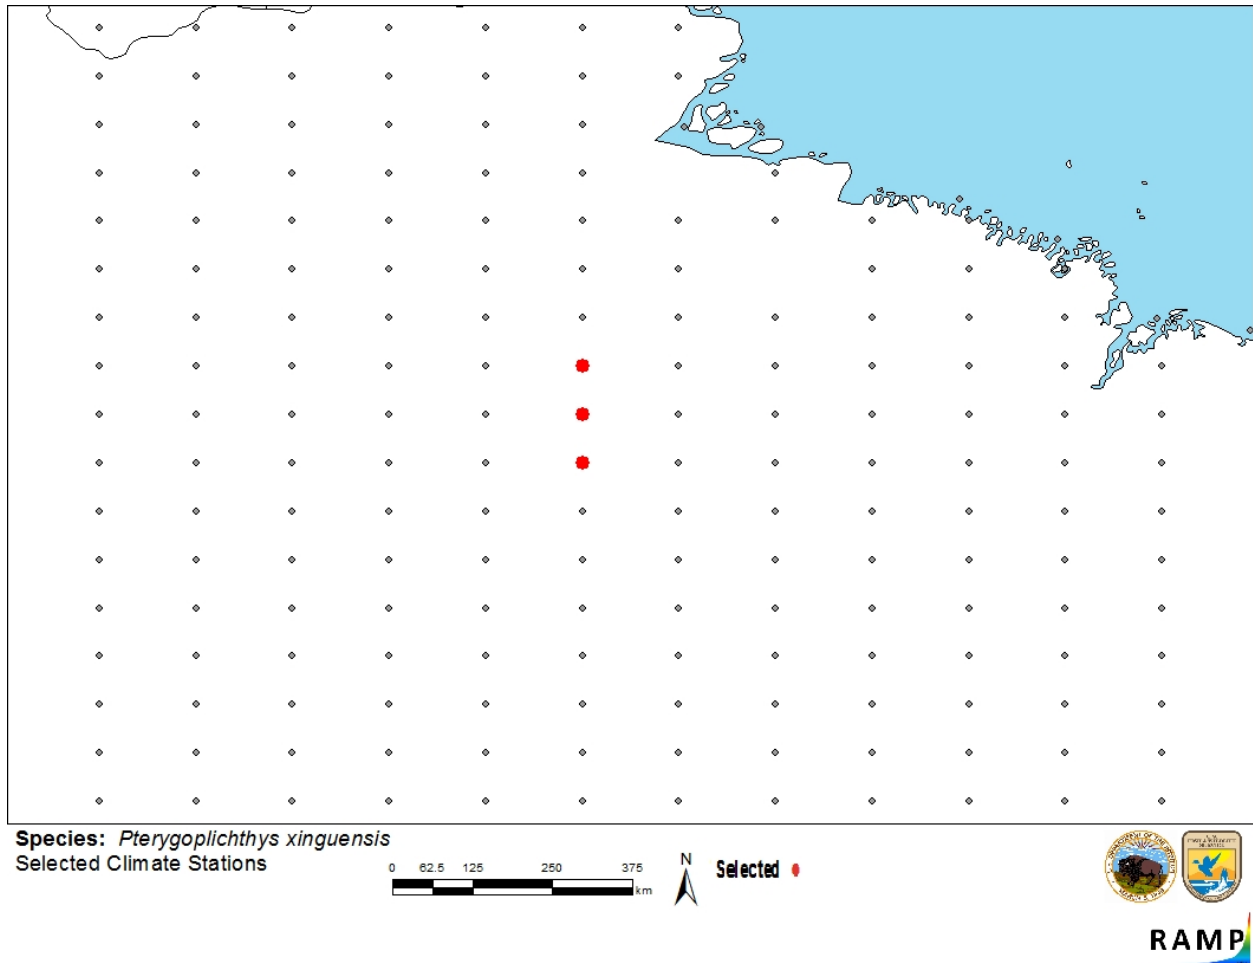 Species: Pterygoplichthys xinguensis
Selected Climate Stations
0 62.5 125 250 375
km
N
Selected
RAMP